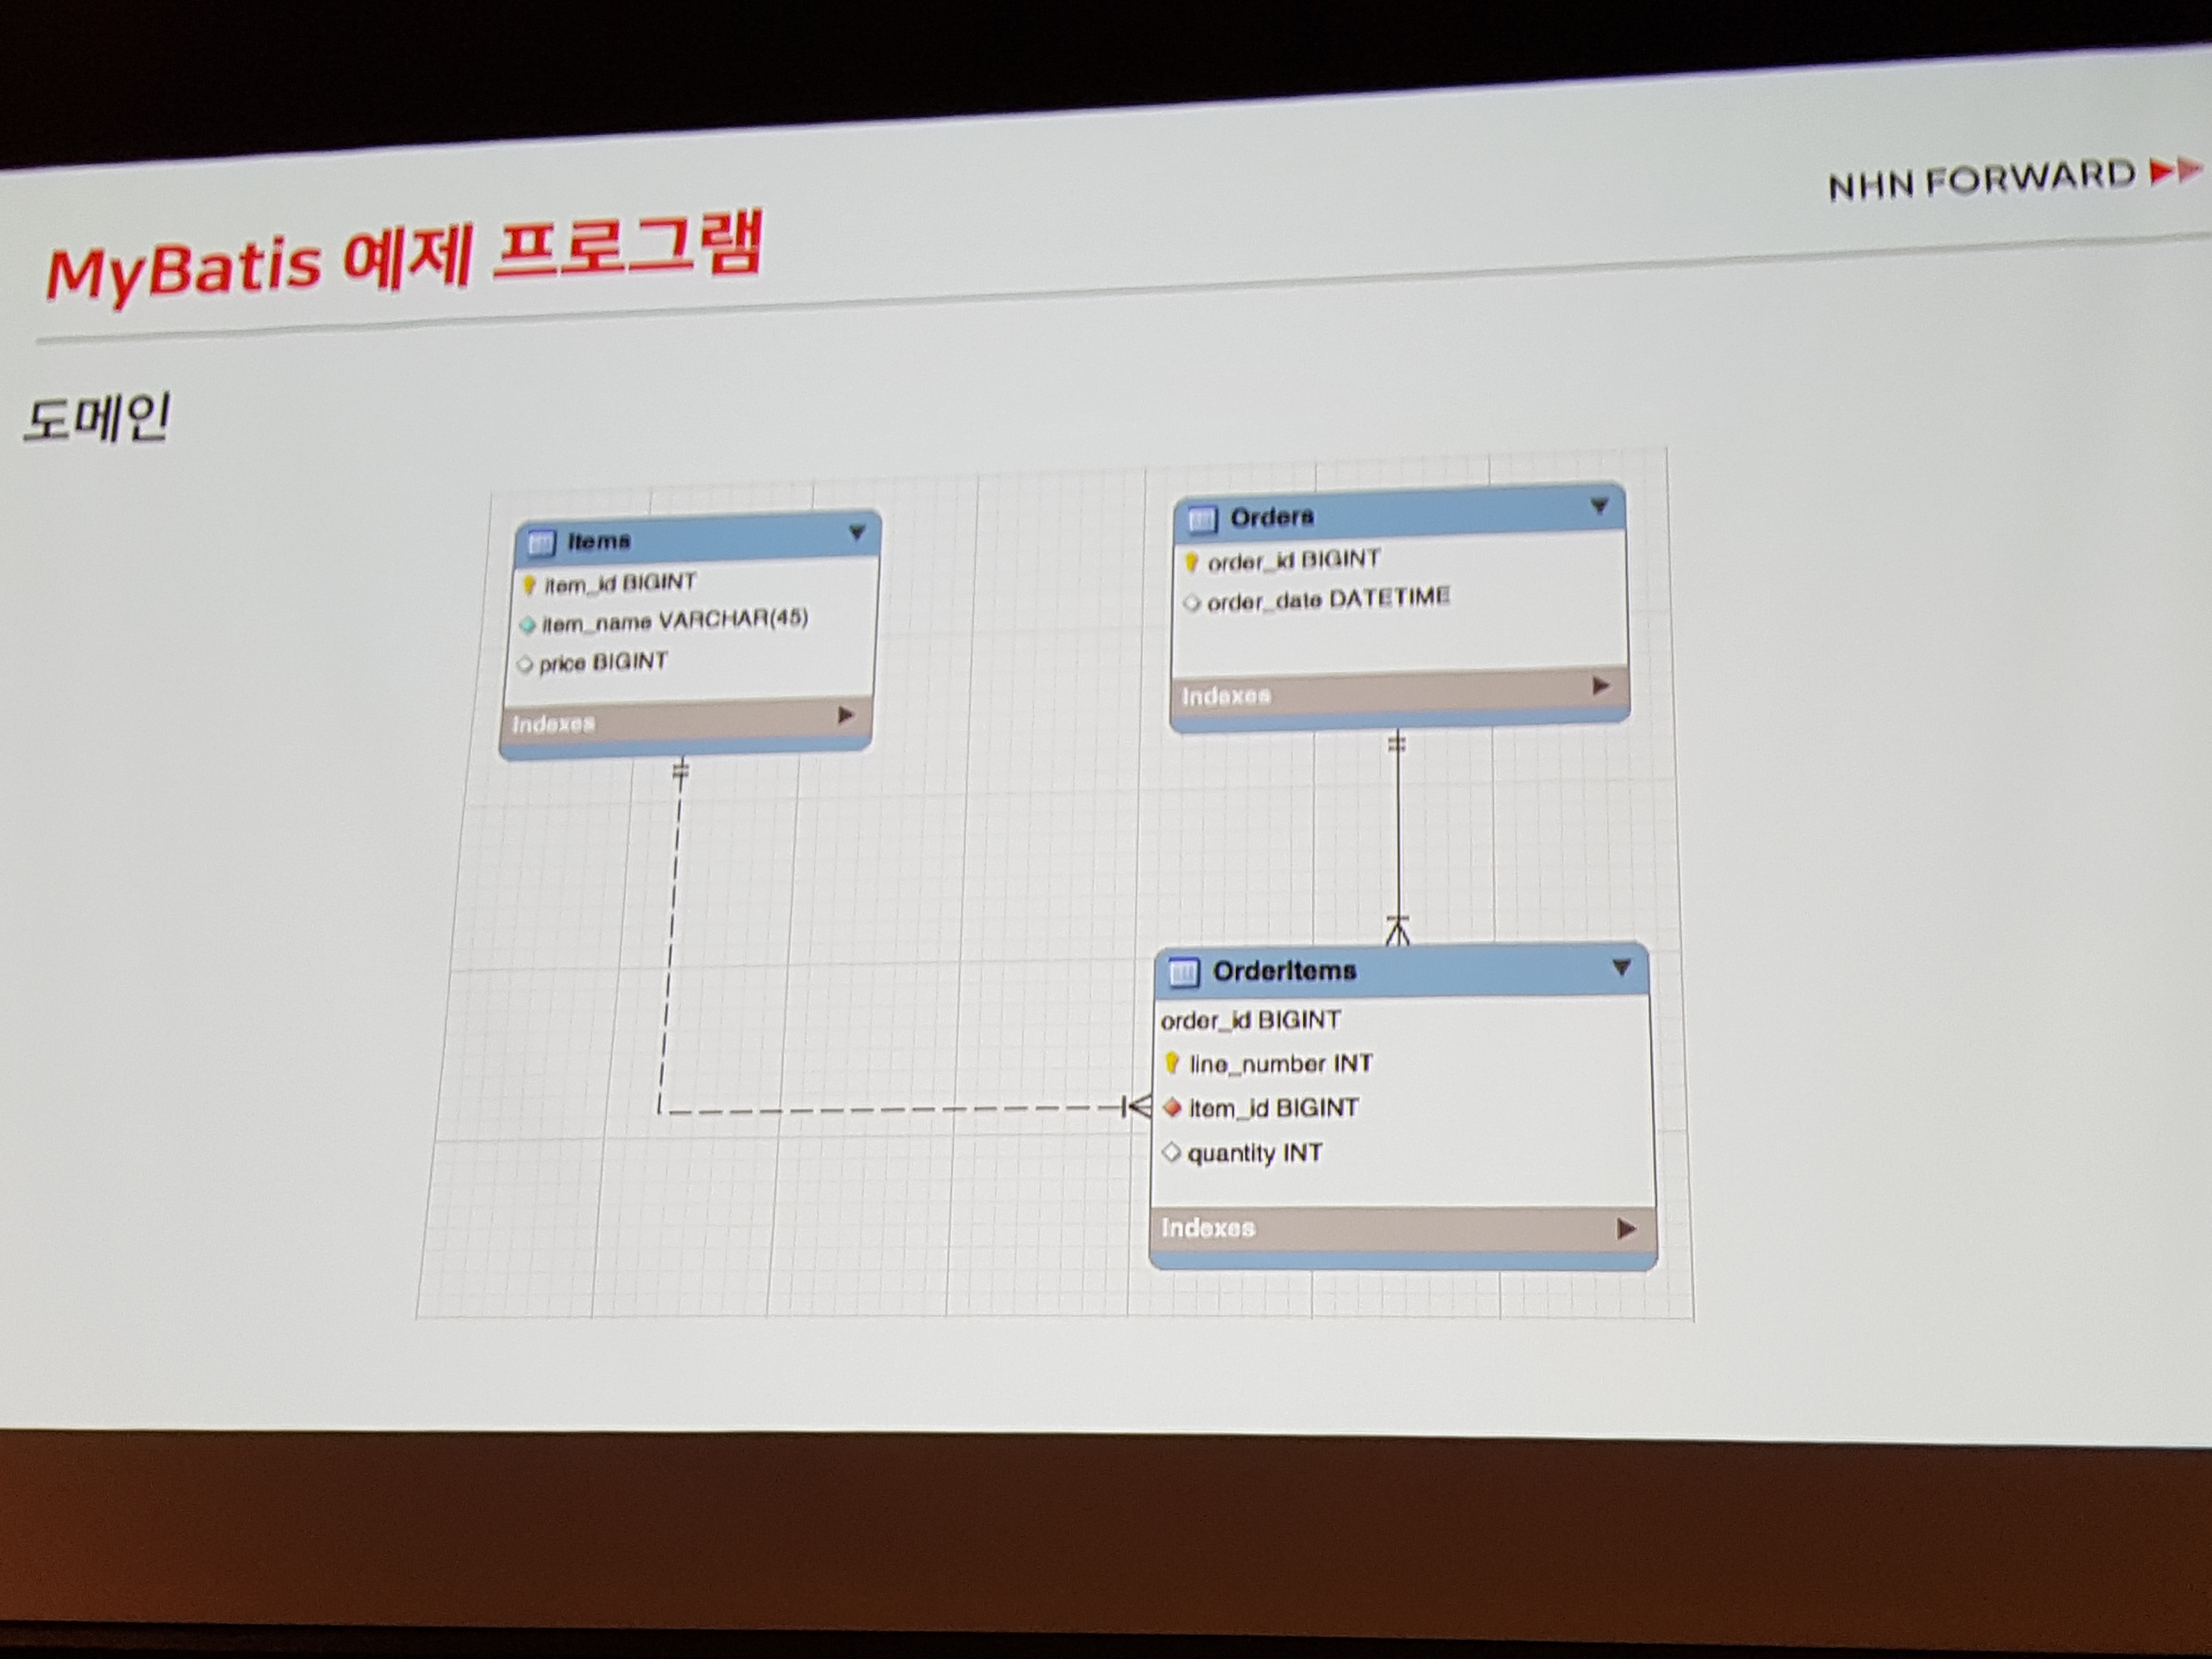 NHN FORWARD
MyBatis 예제 프로그램
도메인
Items
item_id BIGINT
item_name VARCHAR(45)
price BIGINT
Indexes
Orders
order_id BIGINT
order_date DATETIME
Indexes
OrderItems
order_id BIGINT
line_number INT
item_id BIGINT
quantity INT
Indexes